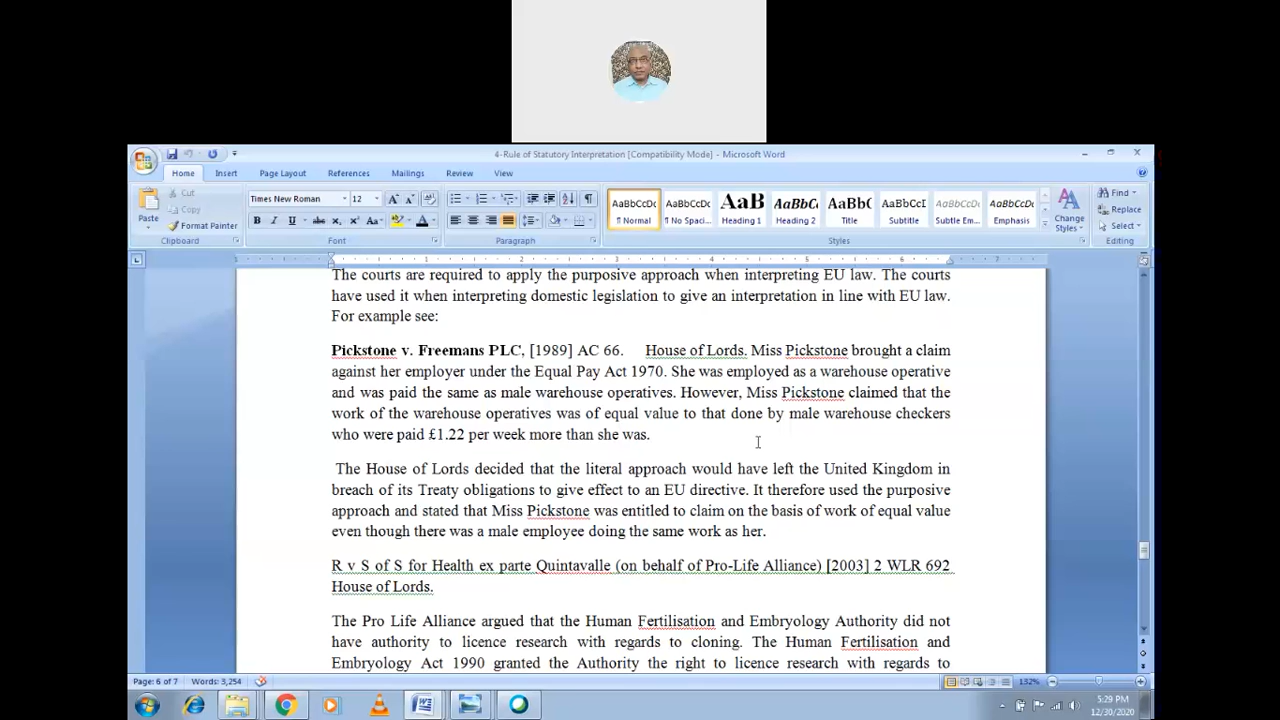 4-Rule of Statutory Interpretation [Compatibility Mode] - Microsoft Word
Home Insert Page Layout References Mailings Review View
Paste
Cut
Copy
Format Painter
Clipboard
Times New Roman 12
Font
Paragraph
AaBbCcDc AaBbCcDc AaB AaBbC AaBb( AaBbCcD AaBbCcD AaBbCcD
¶ Normal ¶ No Spaci... Heading 1 Heading 2 Title Subtitle Subtle Em... Emphasis
Change Styles
Styles
Find
Replace
Select
Editing
The courts are required to apply the purposive approach when interpreting EU law. The courts
have used it when interpreting domestic legislation to give an interpretation in line with EU law.
For example see:
Pickstone v. Freemans PLC, [1989] AC 66. House of Lords. Miss Pickstone brought a claim
against her employer under the Equal Pay Act 1970. She was employed as a warehouse operative
and was paid the same as male warehouse operatives. However, Miss Pickstone claimed that the
work of the warehouse operatives was of equal value to that done by male warehouse checkers
who were paid £1.22 per week more than she was.
The House of Lords decided that the literal approach would have left the United Kingdom in
breach of its Treaty obligations to give effect to an EU directive. It therefore used the purposive
approach and stated that Miss Pickstone was entitled to claim on the basis of work of equal value
even though there was a male employee doing the same work as her.
R v S of S for Health ex parte Quintavalle (on behalf of Pro-Life Alliance) [2003] 2 WLR 692
House of Lords.
The Pro Life Alliance argued that the Human Fertilisation and Embryology Authority did not
have authority to licence research with regards to cloning. The Human Fertilisation and
Embryology Act 1990 granted the Authority the right to licence research with regards to
Page: 6 of 7 Words: 3,254 132%
5:29 PM
12/30/2020